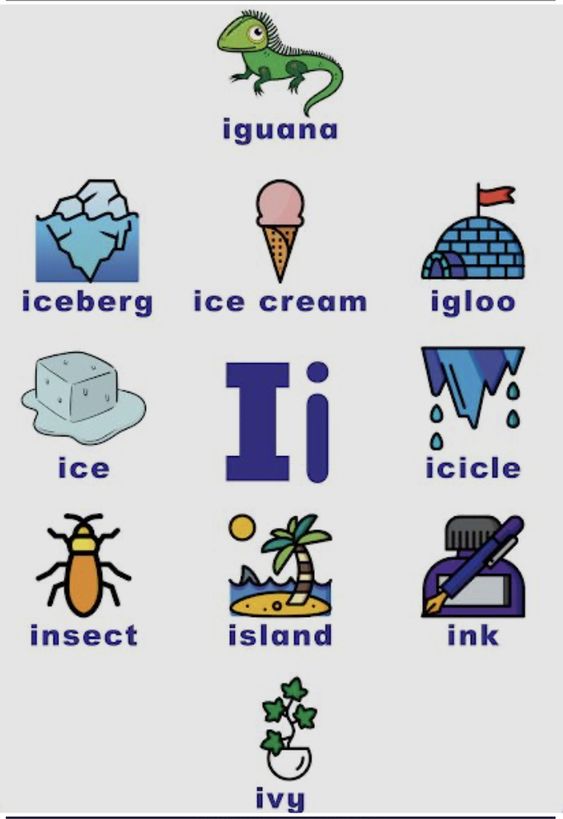 iguana
iceberg ice cream igloo
ice Ii icicle
insect island ink
ivy